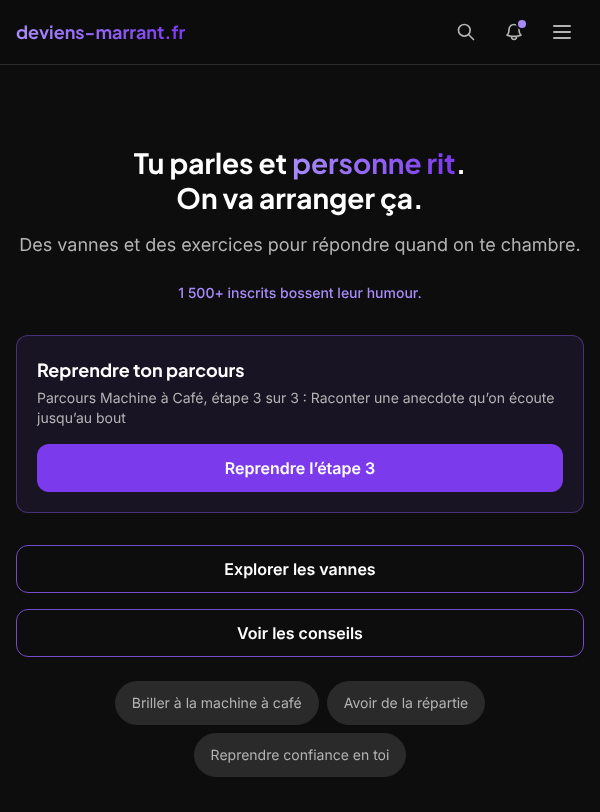 deviens-marrant.fr
Tu parles et personne rit.
On va arranger ça.
Des vannes et des exercices pour répondre quand on te chambre.
1 500+ inscrits bossent leur humour.
Reprendre ton parcours
Parcours Machine à Café, étape 3 sur 3 : Raconter une anecdote qu’on écoute
jusqu’au bout
Reprendre l’étape 3
Explorer les vannes
Voir les conseils
Briller à la machine à café
Avoir de la répartie
Reprendre confiance en toi